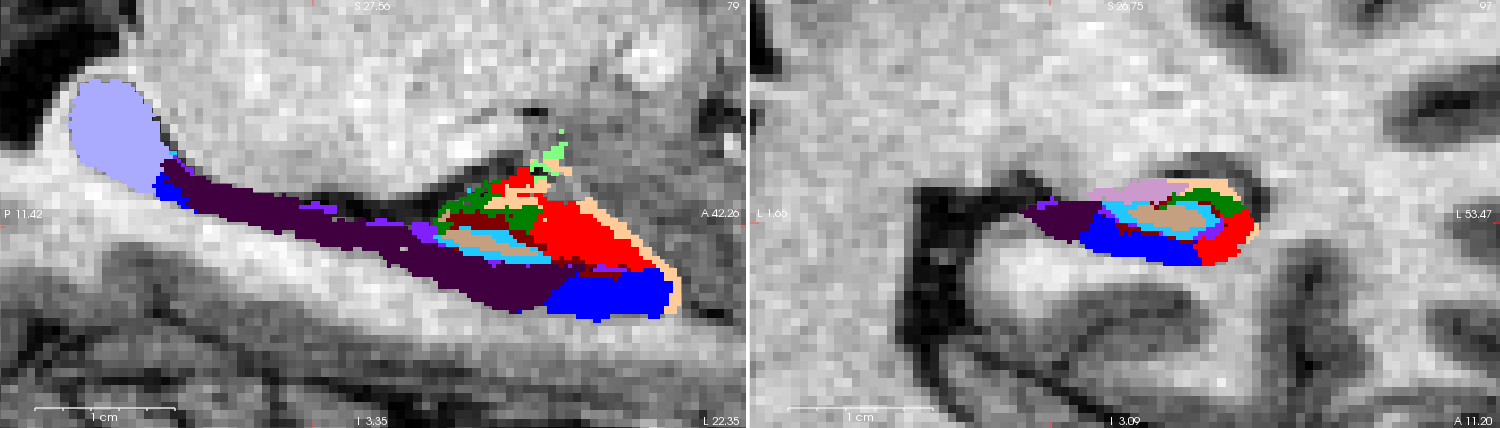 S 27.56
79
P 11.42
A 42.26
1 cm
I 3.35
L 22.35
S 26.75
97
L 1.65
L 53.47
1 cm
I 3.09
A 11.20